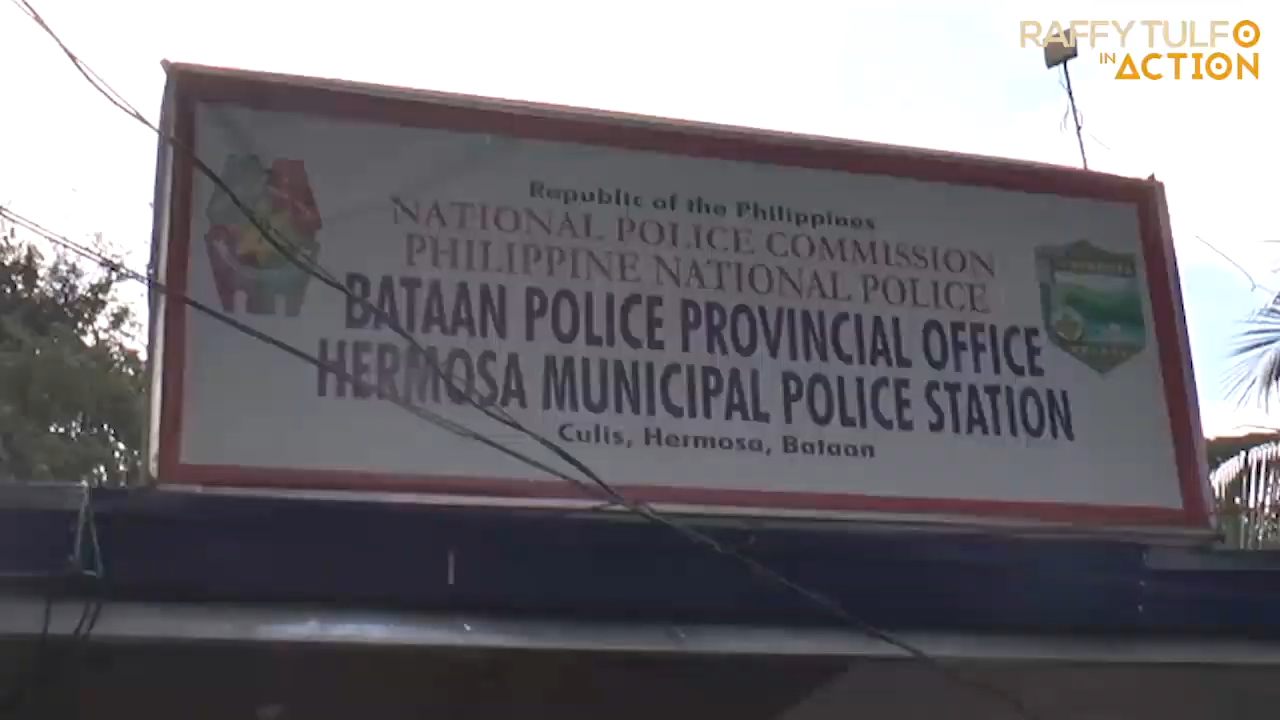 RAFFY TULFO
IN ACTION
Republic of the Philippines
NATIONAL POLICE COMMISSION
PHILIPPINE NATIONAL POLICE
BATAAN POLICE PROVINCIAL OFFICE
HERMOSA MUNICIPAL POLICE STATION
Culis, Hermosa, Bataan